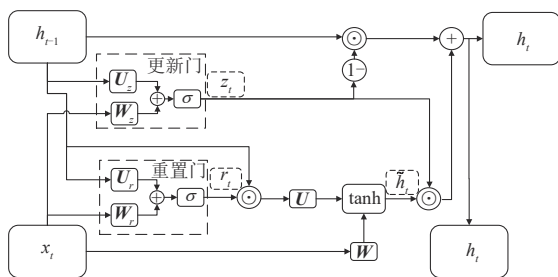 h_{t-1}
⊙
+
h_t
更新门
z_t
1−
U_z
+
σ
W_z
重置门
r_t
h̃_t
U_r
+
σ
⊙
U
tanh
⊙
W_r
x_t
W
h_t